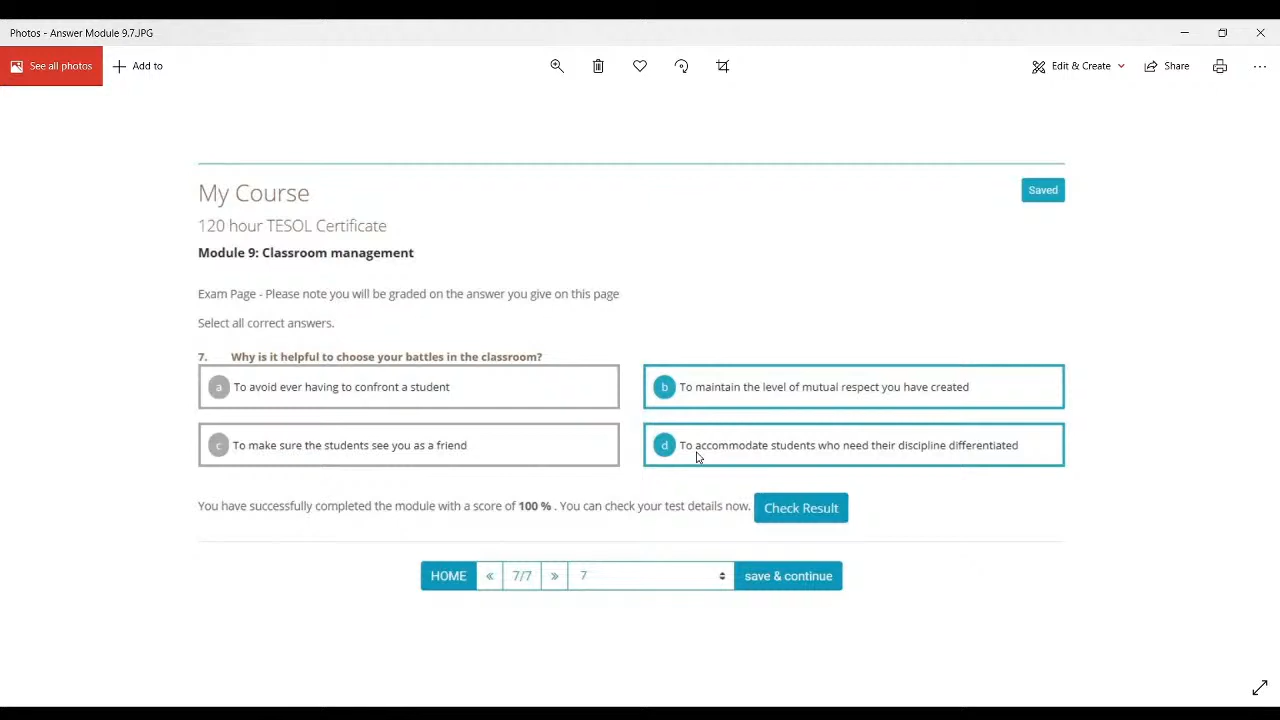 Photos - Answer Module 9.7.JPG
See all photos
Add to
Edit & Create
Share
My Course
Saved
120 hour TESOL Certificate
Module 9: Classroom management
Exam Page - Please note you will be graded on the answer you give on this page
Select all correct answers.
7. Why is it helpful to choose your battles in the classroom?
a To avoid ever having to confront a student
b To maintain the level of mutual respect you have created
c To make sure the students see you as a friend
d To accommodate students who need their discipline differentiated
You have successfully completed the module with a score of 100 % . You can check your test details now. Check Result
HOME « 7/7 » 7 save & continue